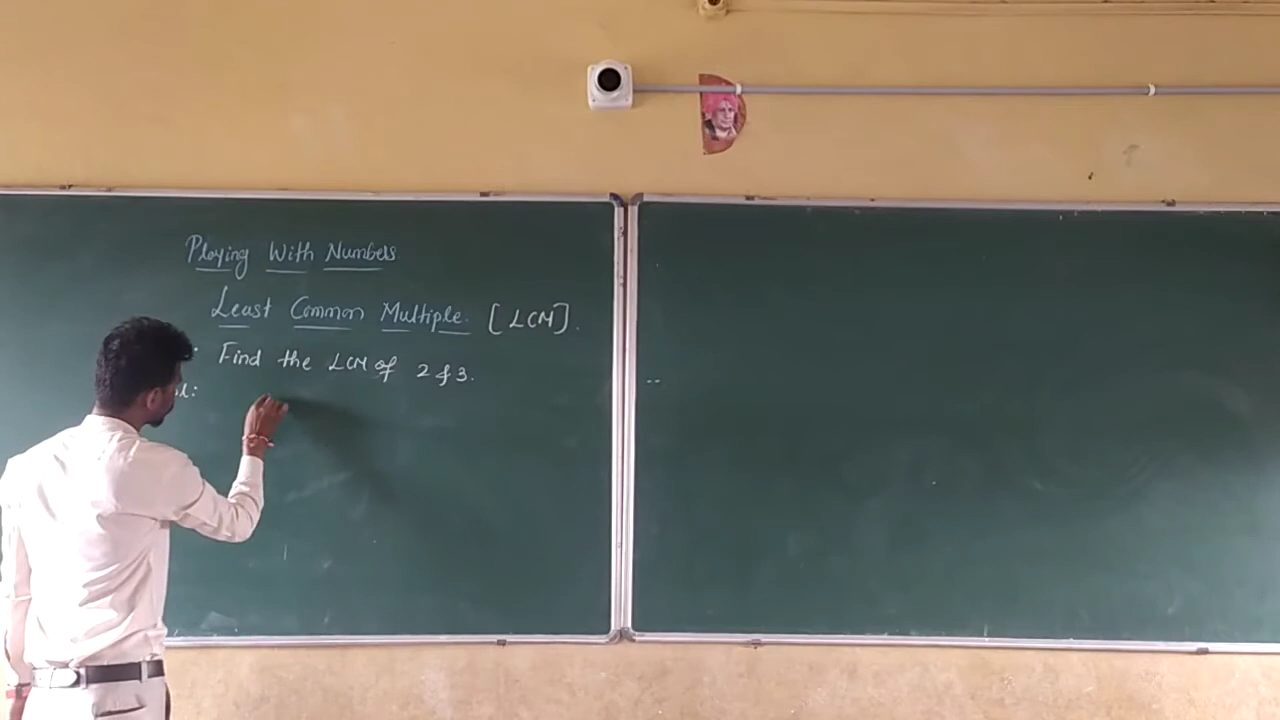 Playing With Numbers
Least Common Multiple. [LCM].
: Find the LCM of 2 & 3.